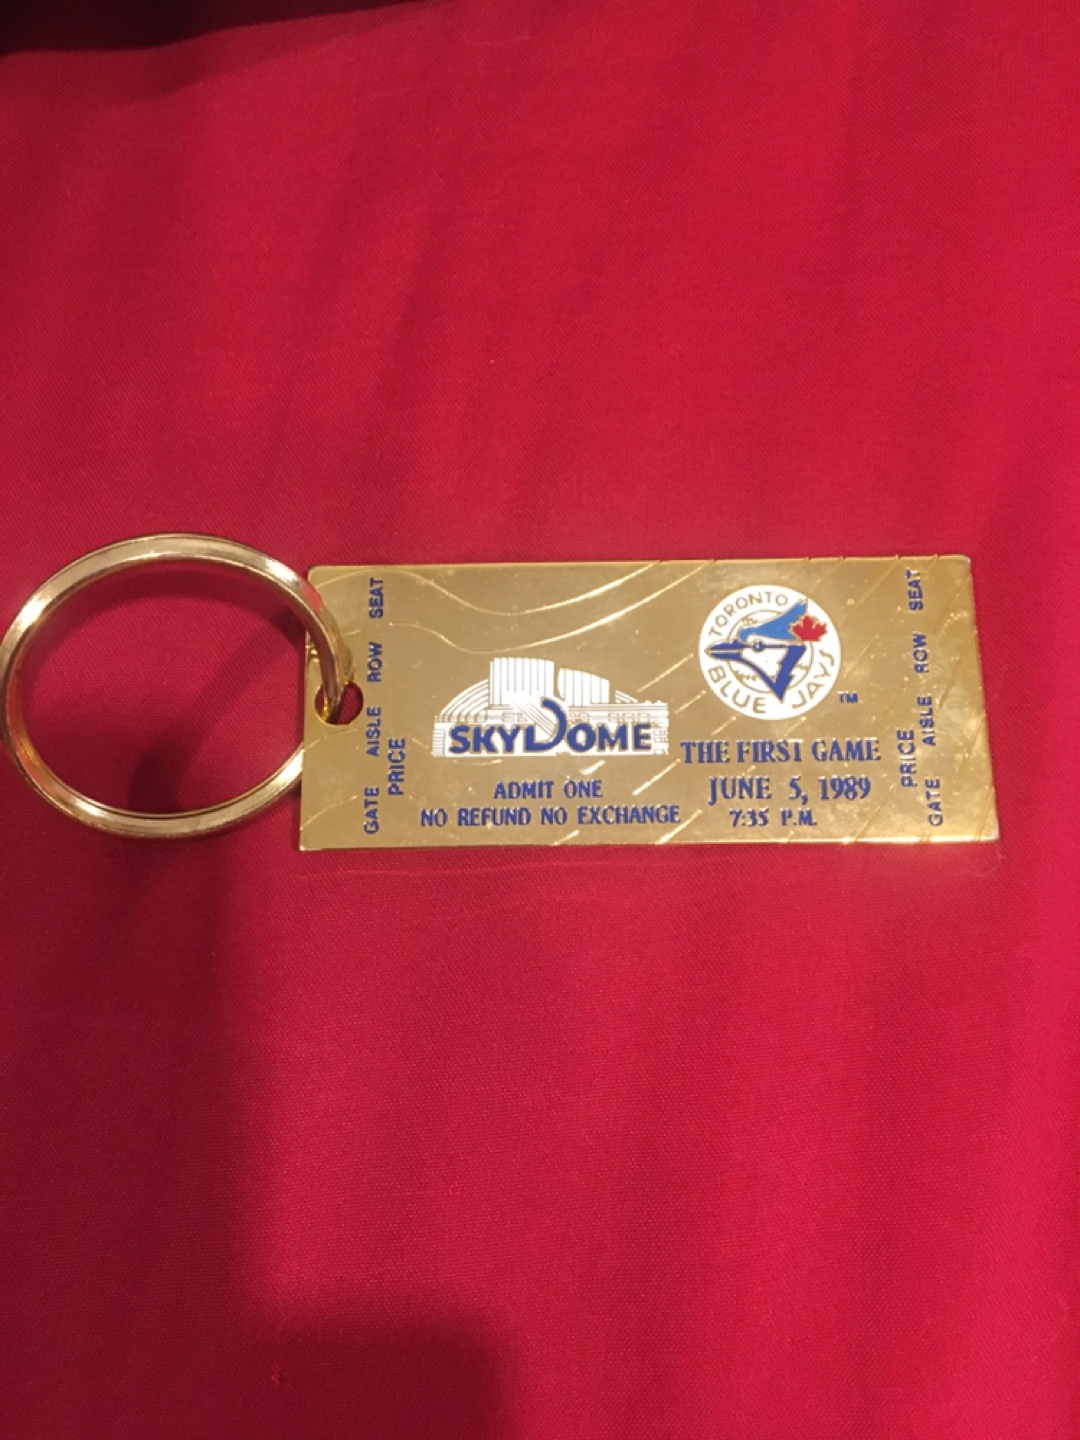 GATE AISLE ROW SEAT
PRICE
SKYDOME
ADMIT ONE
NO REFUND NO EXCHANGE
TORONTO
BLUE JAYS
TM
THE FIRST GAME
JUNE 5, 1989
7:35 P.M.
PRICE
GATE AISLE ROW SEAT